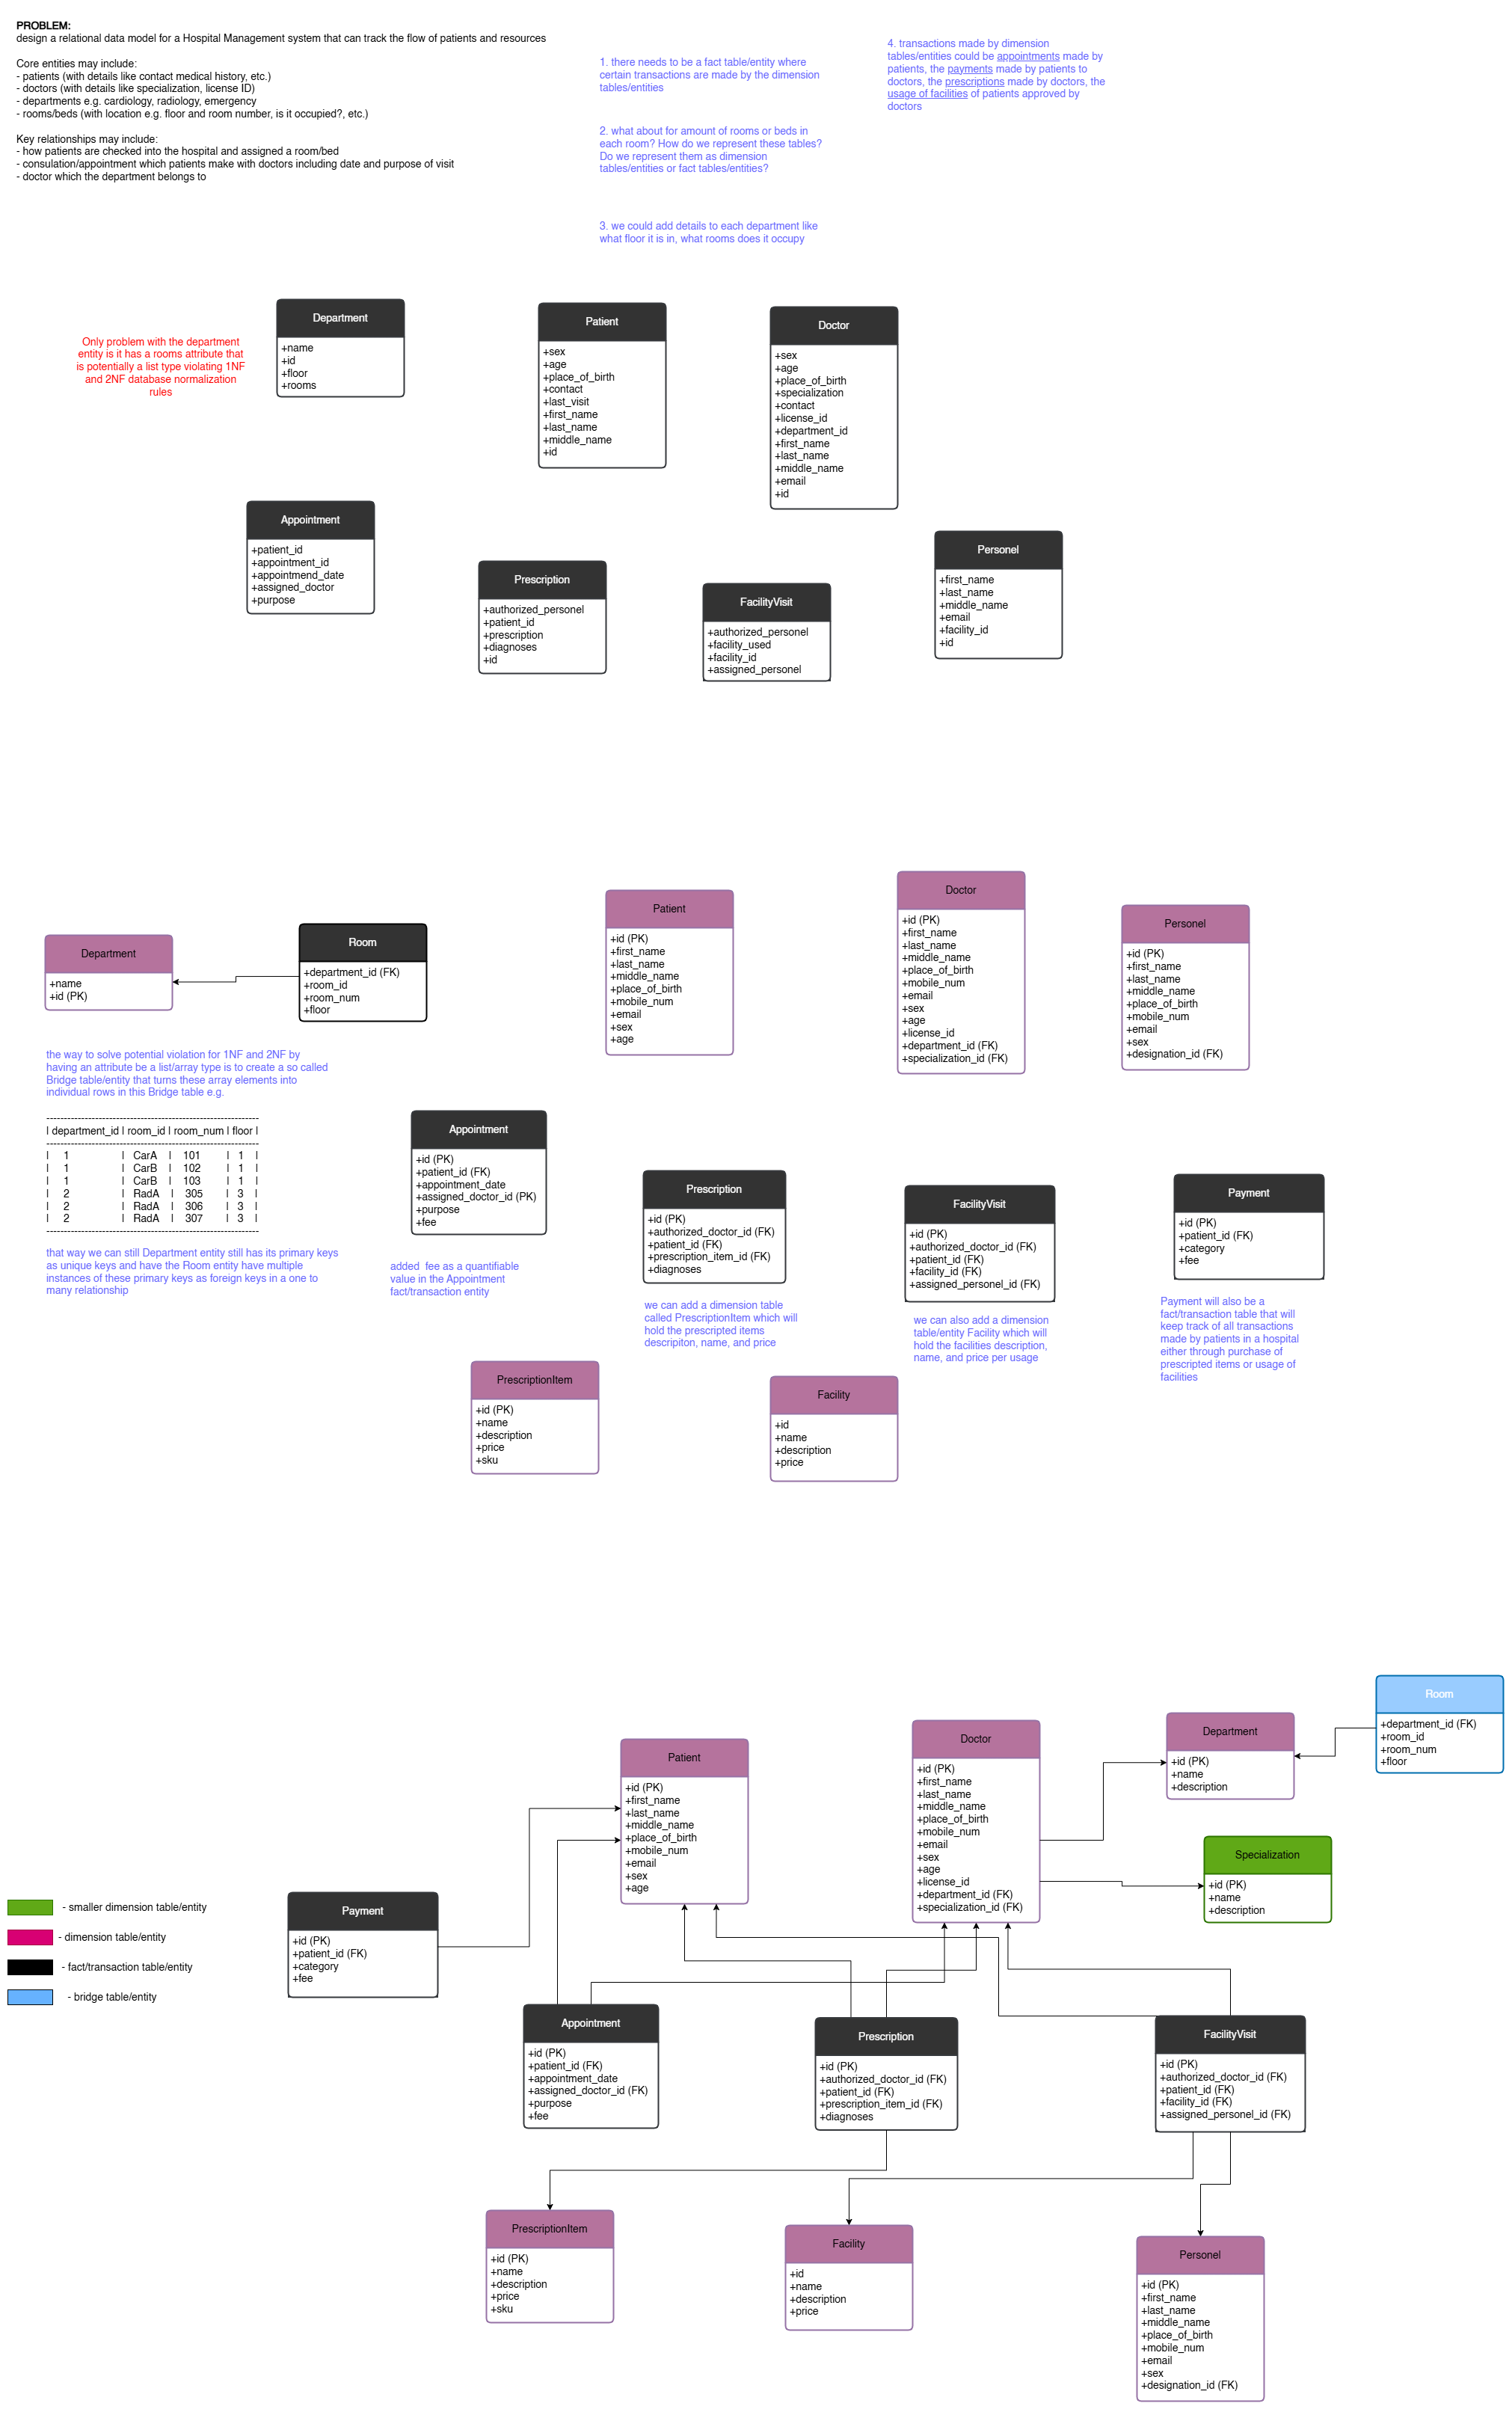 PROBLEM:
design a relational data model for a Hospital Management system that can track the flow of patients and resources
Core entities may include:
- patients (with details like contact medical history, etc.)
- doctors (with details like specialization, license ID)
- departments e.g. cardiology, radiology, emergency
- rooms/beds (with location e.g. floor and room number, is it occupied?, etc.)
Key relationships may include:
- how patients are checked into the hospital and assigned a room/bed
- consulation/appointment which patients make with doctors including date and purpose of visit
- doctor which the department belongs to
1. there needs to be a fact table/entity where
certain transactions are made by the dimension
tables/entities
2. what about for amount of rooms or beds in
each room? How do we represent these tables?
Do we represent them as dimension
tables/entities or fact tables/entities?
3. we could add details to each department like
what floor it is in, what rooms does it occupy
4. transactions made by dimension
tables/entities could be appointments made by
patients, the payments made by patients to
doctors, the prescriptions made by doctors, the
usage of facilities of patients approved by
doctors
Only problem with the department
entity is it has a rooms attribute that
is potentially a list type violating 1NF
and 2NF database normalization
rules
Department
+name
+id
+floor
+rooms
Patient
+sex
+age
+place_of_birth
+contact
+last_visit
+first_name
+last_name
+middle_name
+id
Doctor
+sex
+age
+place_of_birth
+specialization
+contact
+license_id
+department_id
+first_name
+last_name
+middle_name
+email
+id
Appointment
+patient_id
+appointment_id
+appointmend_date
+assigned_doctor
+purpose
Prescription
+authorized_personel
+patient_id
+prescription
+diagnoses
+id
FacilityVisit
+authorized_personel
+facility_used
+facility_id
+assigned_personel
Personel
+first_name
+last_name
+middle_name
+email
+facility_id
+id
Department
+name
+id (PK)
Room
+department_id (FK)
+room_id
+room_num
+floor
Patient
+id (PK)
+first_name
+last_name
+middle_name
+place_of_birth
+mobile_num
+email
+sex
+age
Doctor
+id (PK)
+first_name
+last_name
+middle_name
+place_of_birth
+mobile_num
+email
+sex
+age
+license_id
+department_id (FK)
+specialization_id (FK)
Personel
+id (PK)
+first_name
+last_name
+middle_name
+place_of_birth
+mobile_num
+email
+sex
+designation_id (FK)
the way to solve potential violation for 1NF and 2NF by
having an attribute be a list/array type is to create a so called
Bridge table/entity that turns these array elements into
individual rows in this Bridge table e.g.
------------------------------------------------------------
| department_id | room_id | room_num | floor |
------------------------------------------------------------
| 1 | CarA | 101 | 1 |
| 1 | CarB | 102 | 1 |
| 1 | CarB | 103 | 1 |
| 2 | RadA | 305 | 3 |
| 2 | RadA | 306 | 3 |
| 2 | RadA | 307 | 3 |
------------------------------------------------------------
that way we can still Department entity still has its primary keys
as unique keys and have the Room entity have multiple
instances of these primary keys as foreign keys in a one to
many relationship
Appointment
+id (PK)
+patient_id (FK)
+appointment_date
+assigned_doctor_id (PK)
+purpose
+fee
added  fee as a quantifiable
value in the Appointment
fact/transaction entity
Prescription
+id (PK)
+authorized_doctor_id (FK)
+patient_id (FK)
+prescription_item_id (FK)
+diagnoses
we can add a dimension table
called PrescriptionItem which will
hold the prescripted items
descripiton, name, and price
FacilityVisit
+id (PK)
+authorized_doctor_id (FK)
+patient_id (FK)
+facility_id (FK)
+assigned_personel_id (FK)
we can also add a dimension
table/entity Facility which will
hold the facilities description,
name, and price per usage
Payment
+id (PK)
+patient_id (FK)
+category
+fee
Payment will also be a
fact/transaction table that will
keep track of all transactions
made by patients in a hospital
either through purchase of
prescripted items or usage of
facilities
PrescriptionItem
+id (PK)
+name
+description
+price
+sku
Facility
+id
+name
+description
+price
Patient
+id (PK)
+first_name
+last_name
+middle_name
+place_of_birth
+mobile_num
+email
+sex
+age
Doctor
+id (PK)
+first_name
+last_name
+middle_name
+place_of_birth
+mobile_num
+email
+sex
+age
+license_id
+department_id (FK)
+specialization_id (FK)
Department
+id (PK)
+name
+description
Room
+department_id (FK)
+room_id
+room_num
+floor
Specialization
+id (PK)
+name
+description
- smaller dimension table/entity
- dimension table/entity
- fact/transaction table/entity
- bridge table/entity
Payment
+id (PK)
+patient_id (FK)
+category
+fee
Appointment
+id (PK)
+patient_id (FK)
+appointment_date
+assigned_doctor_id (FK)
+purpose
+fee
Prescription
+id (PK)
+authorized_doctor_id (FK)
+patient_id (FK)
+prescription_item_id (FK)
+diagnoses
FacilityVisit
+id (PK)
+authorized_doctor_id (FK)
+patient_id (FK)
+facility_id (FK)
+assigned_personel_id (FK)
PrescriptionItem
+id (PK)
+name
+description
+price
+sku
Facility
+id
+name
+description
+price
Personel
+id (PK)
+first_name
+last_name
+middle_name
+place_of_birth
+mobile_num
+email
+sex
+designation_id (FK)